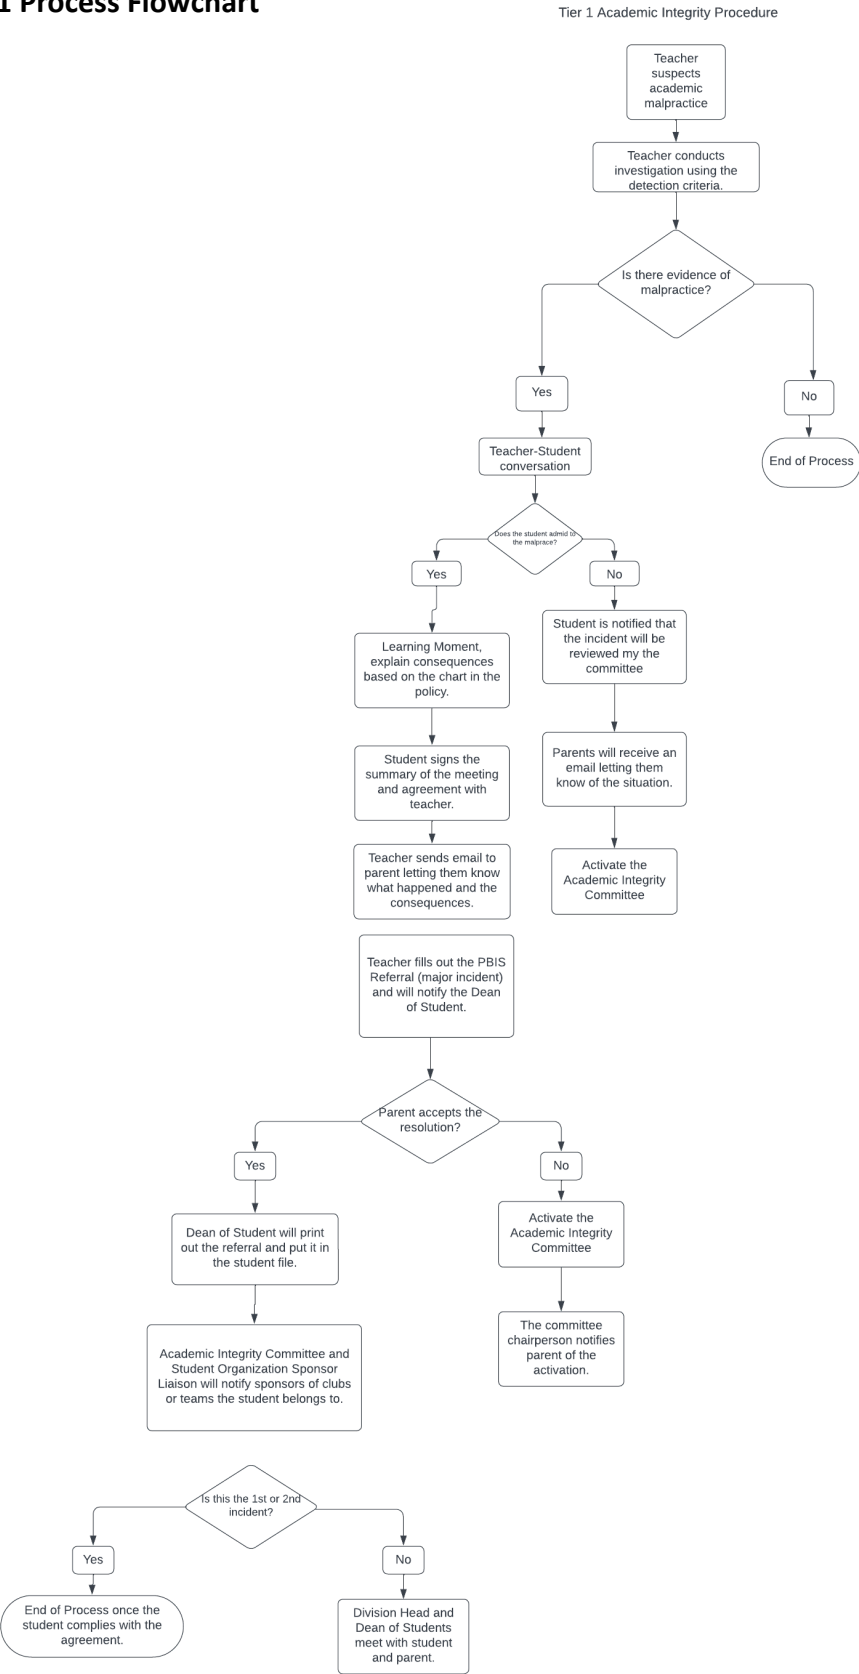 1 Process Flowchart
Tier 1 Academic Integrity Procedure
Teacher
suspects
academic
malpractice
Teacher conducts
investigation using the
detection criteria.
Is there evidence of
malpractice?
Yes
No
Teacher-Student
conversation
End of Process
Does the student admid to
the malprace?
Yes
No
Learning Moment,
explain consequences
based on the chart in the
policy.
Student is notified that
the incident will be
reviewed my the
committee
Student signs the
summary of the meeting
and agreement with
teacher.
Parents will receive an
email letting them
know of the situation.
Teacher sends email to
parent letting them know
what happened and the
consequences.
Activate the
Academic Integrity
Committee
Teacher fills out the PBIS
Referral (major incident)
and will notify the Dean
of Student.
Parent accepts the
resolution?
Yes
No
Dean of Student will print
out the referral and put it in
the student file.
Activate the
Academic Integrity
Committee
Academic Integrity Committee and
Student Organization Sponsor
Liaison will notify sponsors of clubs
or teams the student belongs to.
The committee
chairperson notifies
parent of the
activation.
Is this the 1st or 2nd
incident?
Yes
No
End of Process once the
student complies with the
agreement.
Division Head and
Dean of Students
meet with student
and parent.